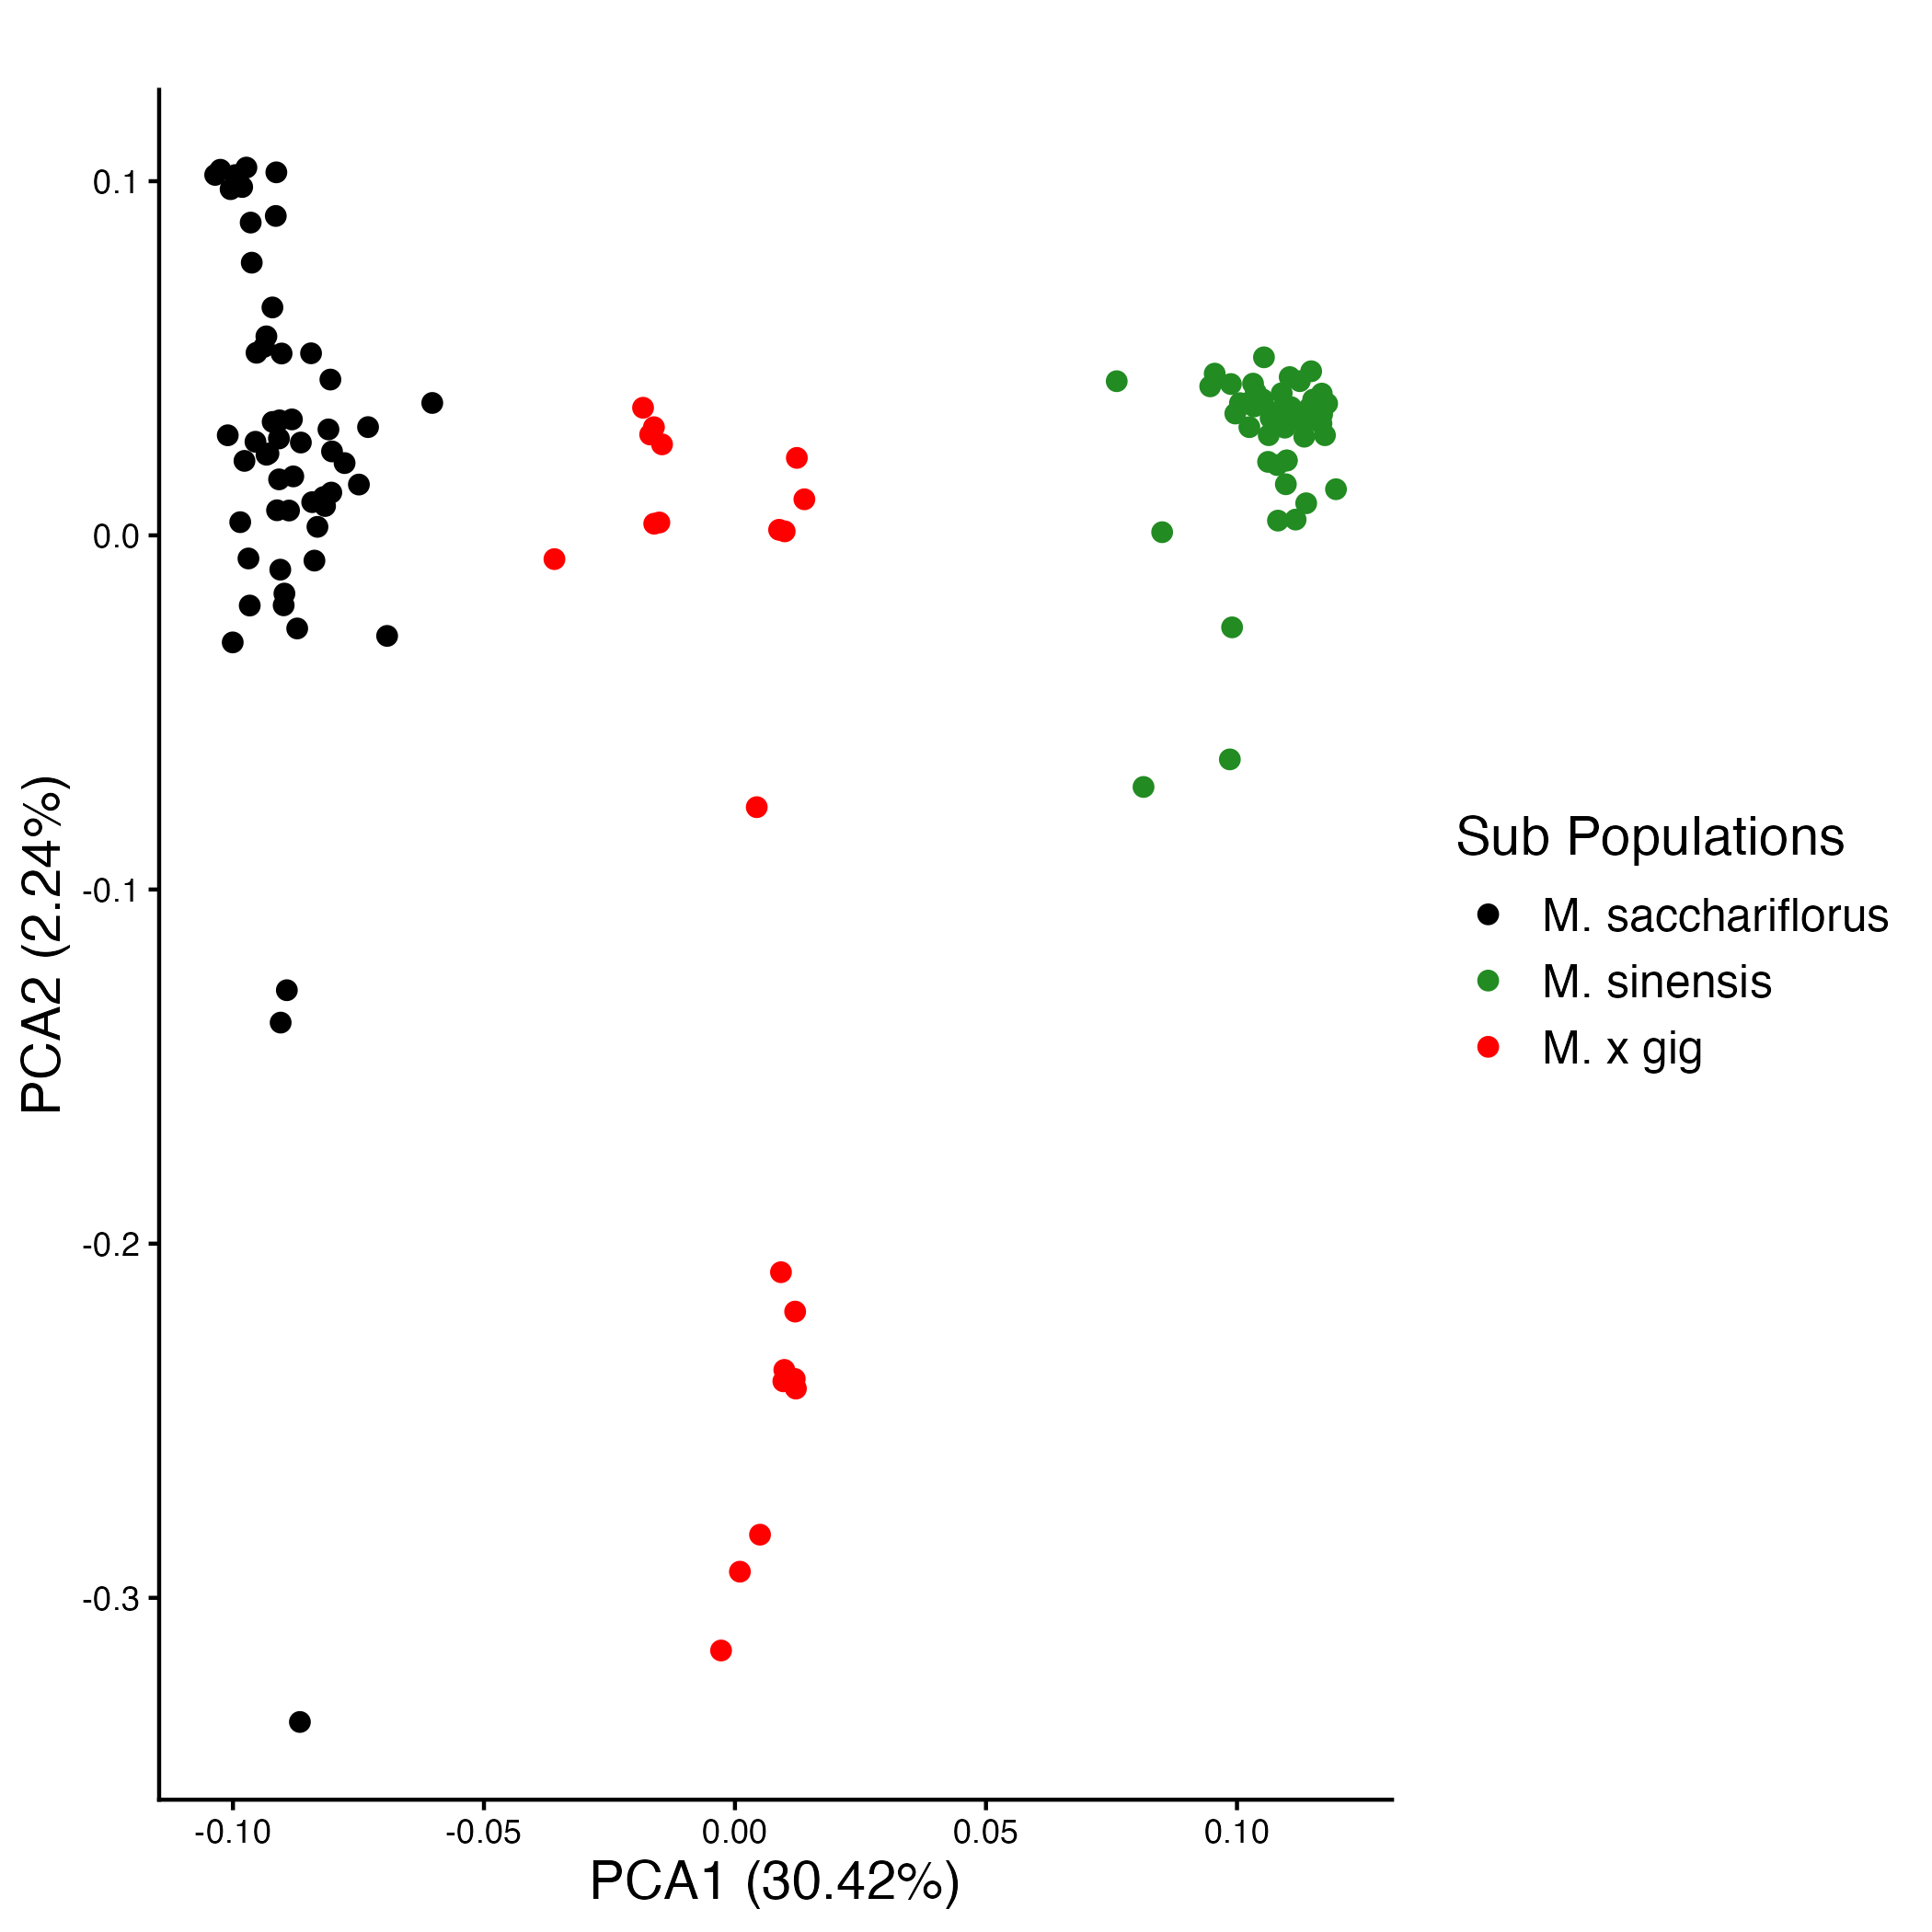 PCA2 (2.24%)
0.1
0.0
-0.1
-0.2
-0.3
-0.10
-0.05
0.00
0.05
0.10
PCA1 (30.42%)
Sub Populations
M. sacchariflorus
M. sinensis
M. x gig